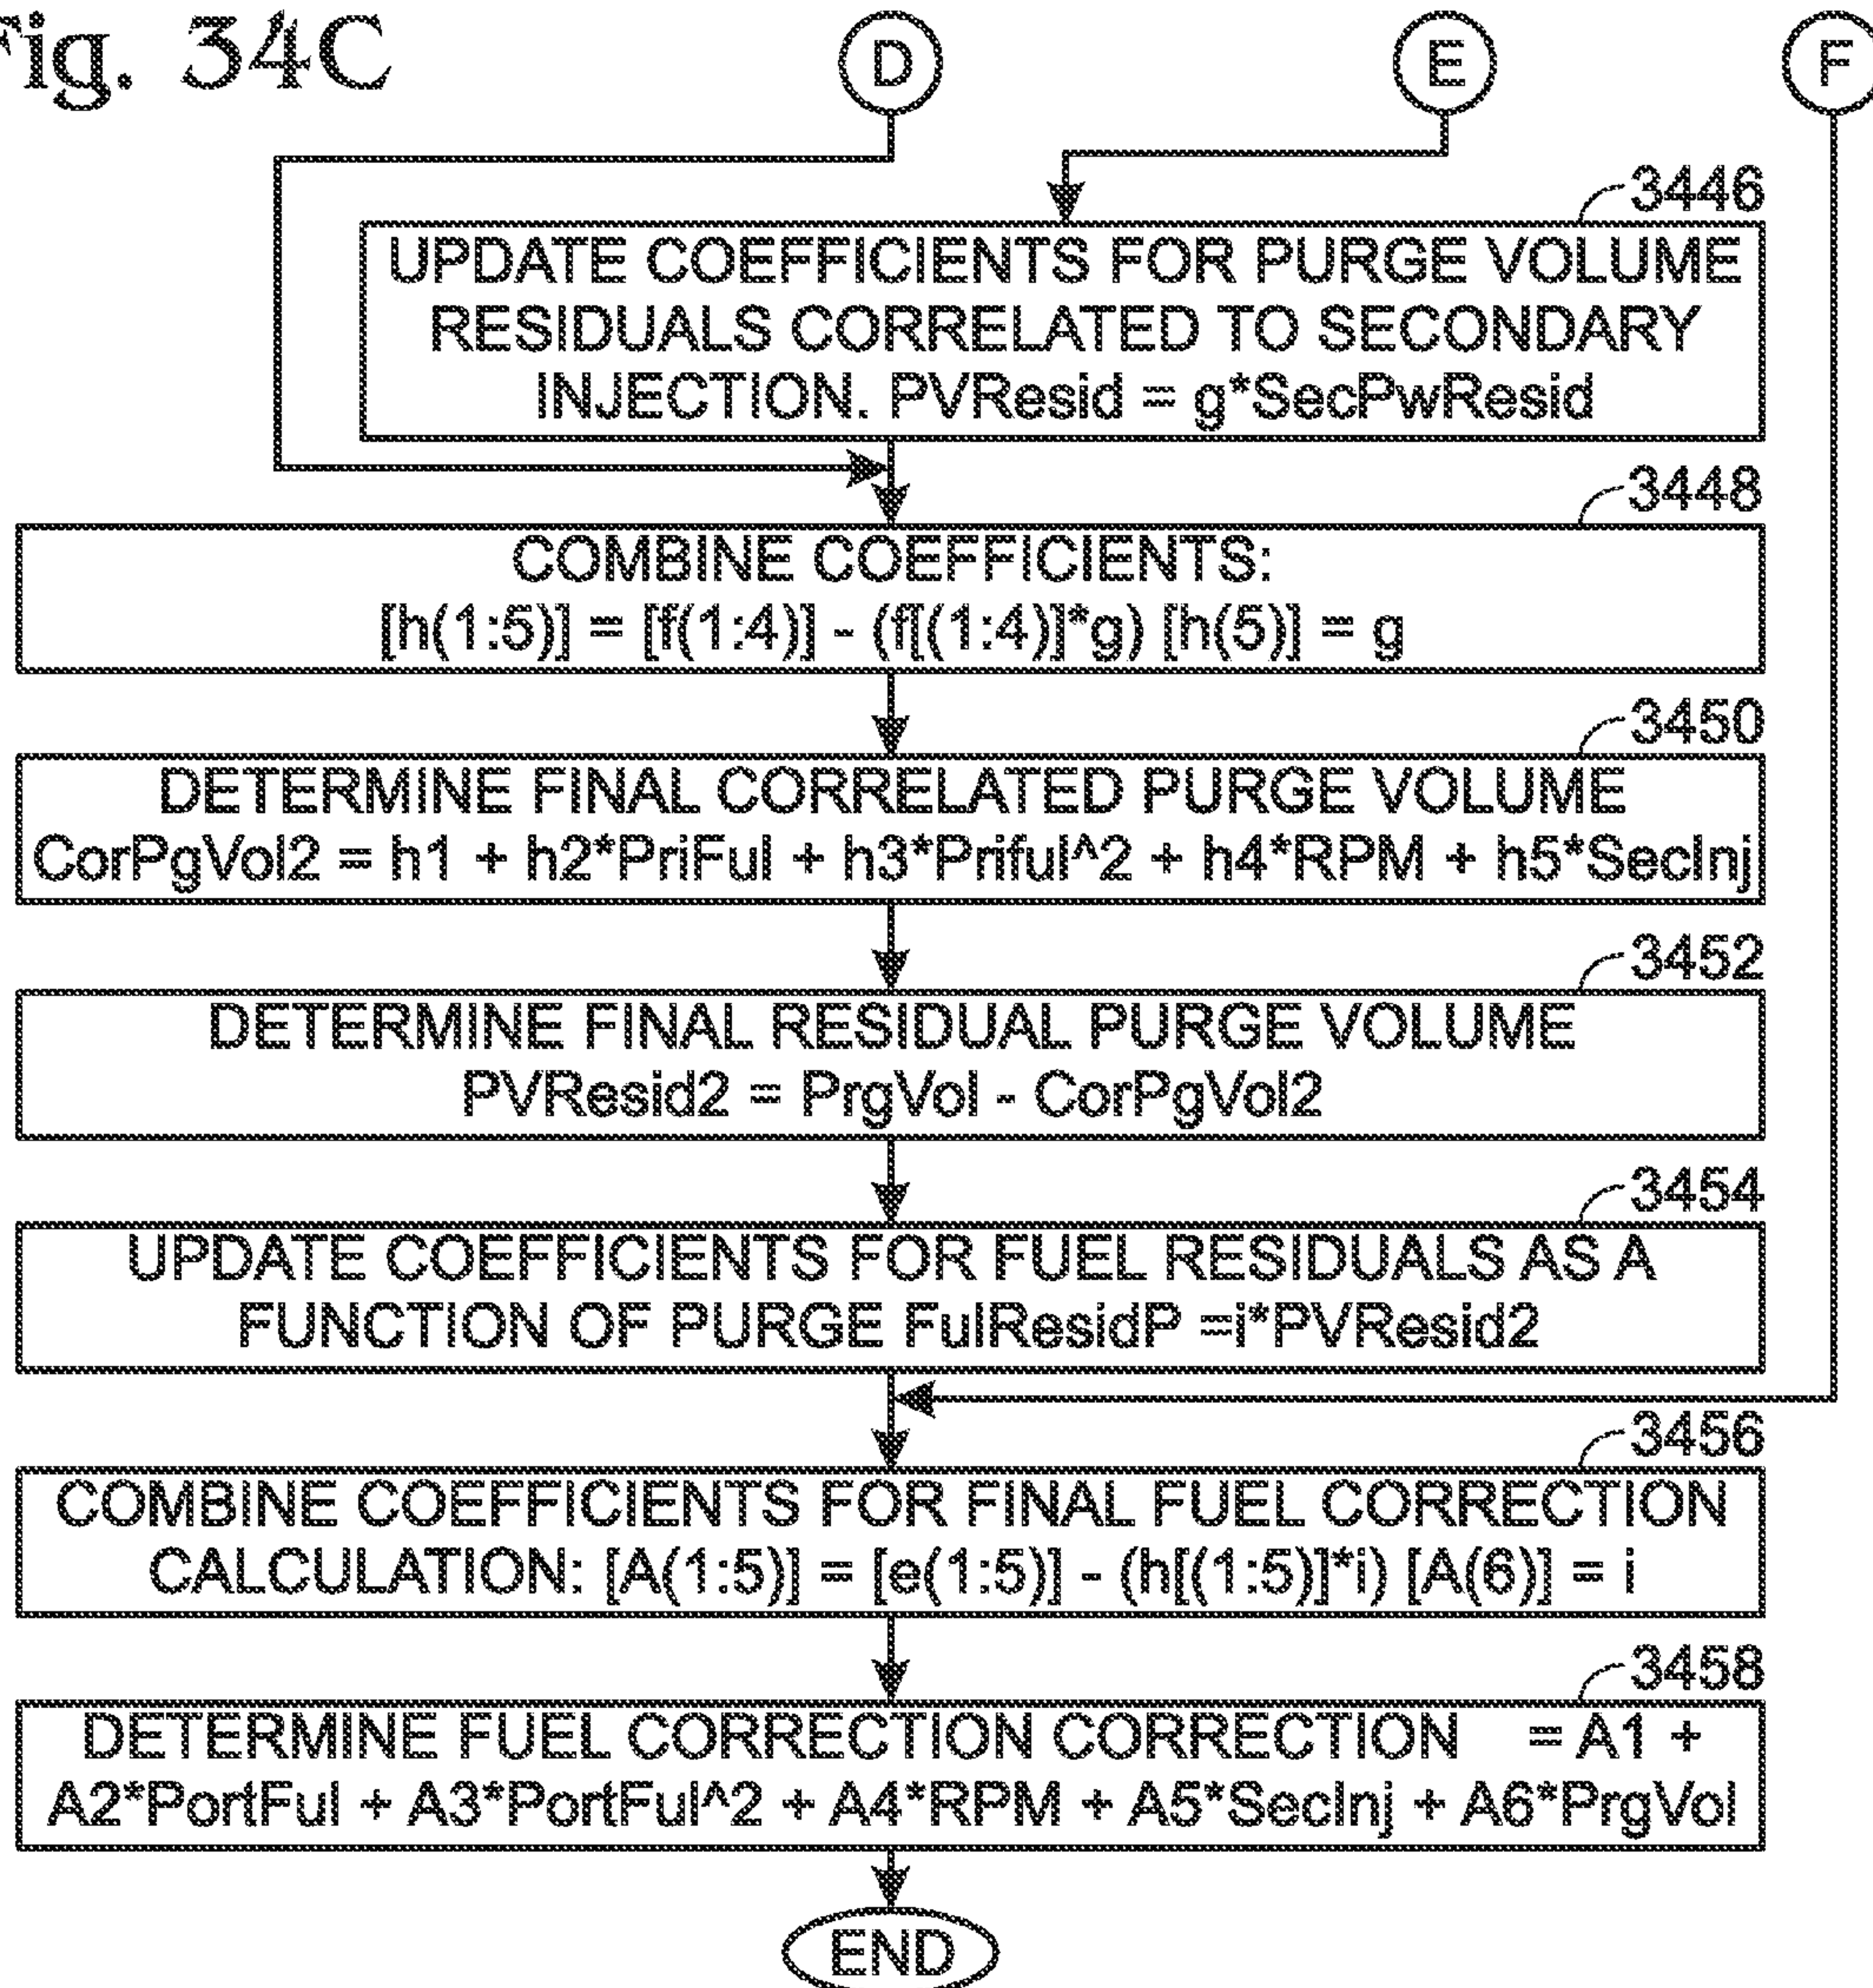 Fig. 34C
D
E
F
3446
UPDATE COEFFICIENTS FOR PURGE VOLUME
RESIDUALS CORRELATED TO SECONDARY
INJECTION. PVResid = g*SecPwResid
3448
COMBINE COEFFICIENTS:
[h(1:5)] = [f(1:4)] - (f[(1:4)]*g) [h(5)] = g
3450
DETERMINE FINAL CORRELATED PURGE VOLUME
CorPgVol2 = h1 + h2*PriFul + h3*Priful^2 + h4*RPM + h5*SecInj
3452
DETERMINE FINAL RESIDUAL PURGE VOLUME
PVResid2 = PrgVol - CorPgVol2
3454
UPDATE COEFFICIENTS FOR FUEL RESIDUALS AS A
FUNCTION OF PURGE FulResidP =i*PVResid2
3456
COMBINE COEFFICIENTS FOR FINAL FUEL CORRECTION
CALCULATION: [A(1:5)] = [e(1:5)] - (h[(1:5)]*i) [A(6)] = i
3458
DETERMINE FUEL CORRECTION CORRECTION = A1 +
A2*PortFul + A3*PortFul^2 + A4*RPM + A5*SecInj + A6*PrgVol
END